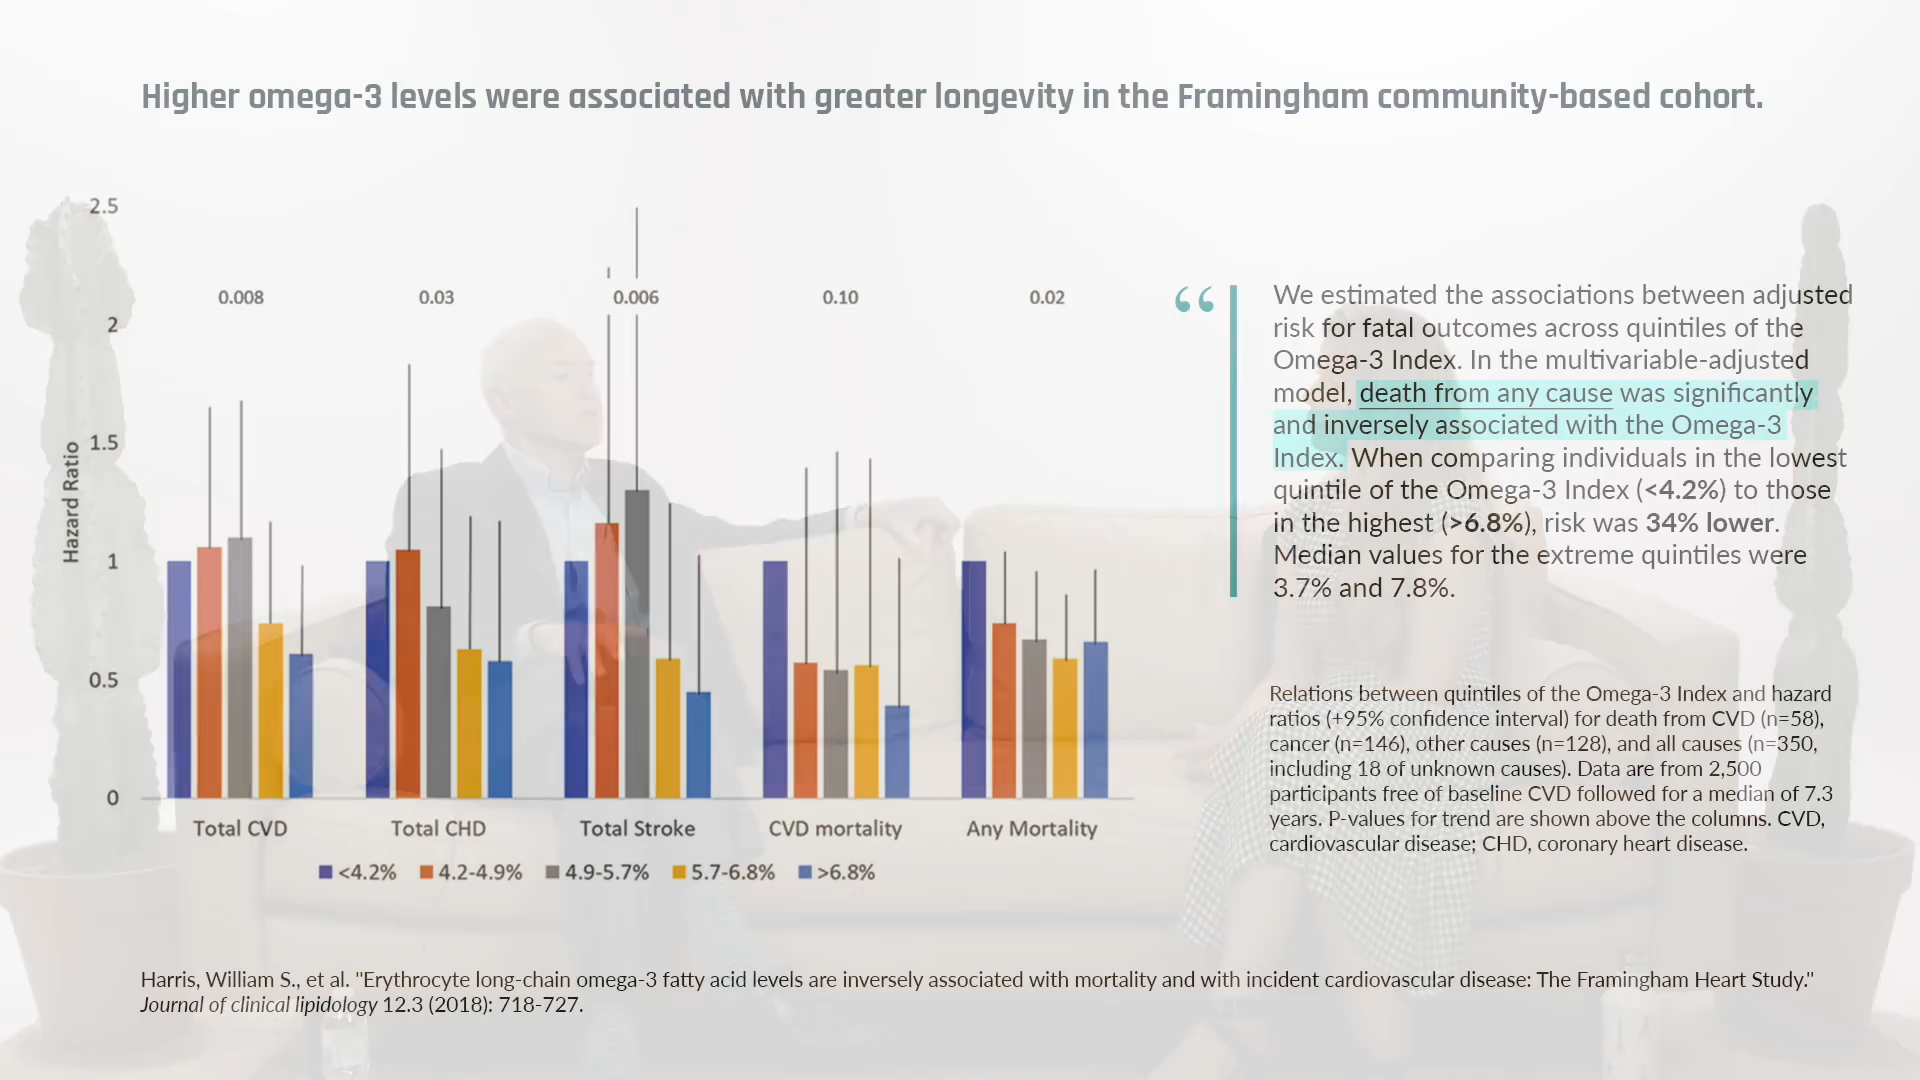 Higher omega-3 levels were associated with greater longevity in the Framingham community-based cohort.
2.5
2
1.5
1
0.5
0
Hazard Ratio
0.008 0.03 0.006 0.10 0.02
Total CVD Total CHD Total Stroke CVD mortality Any Mortality
<4.2% 4.2-4.9% 4.9-5.7% 5.7-6.8% >6.8%
“
We estimated the associations between adjusted
risk for fatal outcomes across quintiles of the
Omega-3 Index. In the multivariable-adjusted
model, death from any cause was significantly
and inversely associated with the Omega-3
Index. When comparing individuals in the lowest
quintile of the Omega-3 Index (<4.2%) to those
in the highest (>6.8%), risk was 34% lower.
Median values for the extreme quintiles were
3.7% and 7.8%.
Relations between quintiles of the Omega-3 Index and hazard
ratios (+95% confidence interval) for death from CVD (n=58),
cancer (n=146), other causes (n=128), and all causes (n=350,
including 18 of unknown causes). Data are from 2,500
participants free of baseline CVD followed for a median of 7.3
years. P-values for trend are shown above the columns. CVD,
cardiovascular disease; CHD, coronary heart disease.
Harris, William S., et al. "Erythrocyte long-chain omega-3 fatty acid levels are inversely associated with mortality and with incident cardiovascular disease: The Framingham Heart Study."
Journal of clinical lipidology 12.3 (2018): 718-727.